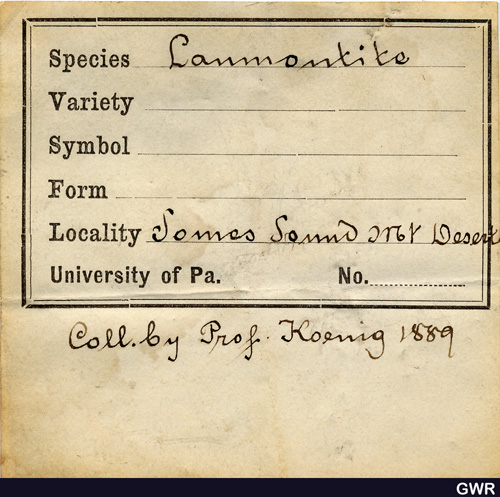 Species Laumontite
Variety
Symbol
Form
Locality Somes Sound Mt Desert
University of Pa. No.
Coll. by Prof. Koenig 1889
GWR